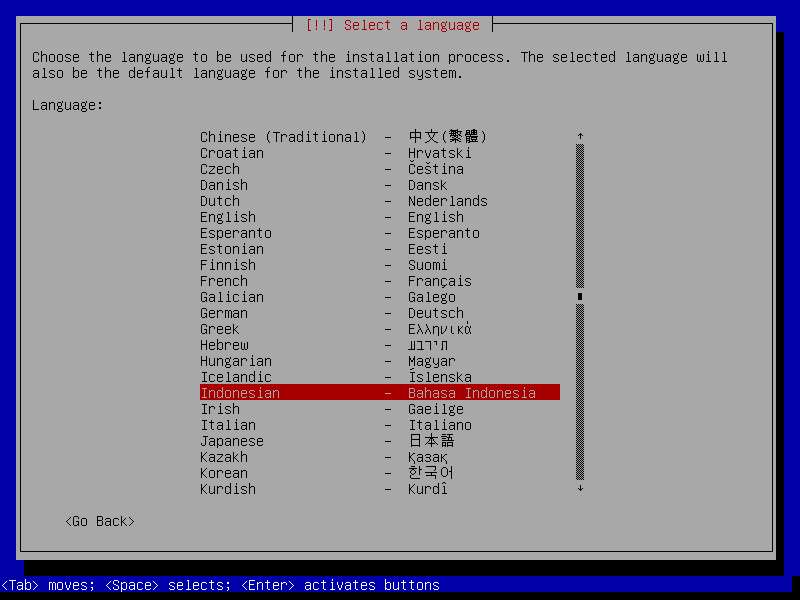 [!!] Select a language
Choose the language to be used for the installation process. The selected language will
also be the default language for the installed system.
Language:
Chinese (Traditional) - 中文(繁體)
Croatian - Hrvatski
Czech - Čeština
Danish - Dansk
Dutch - Nederlands
English - English
Esperanto - Esperanto
Estonian - Eesti
Finnish - Suomi
French - Français
Galician - Galego
German - Deutsch
Greek - Ελληνικά
Hebrew - תירבע
Hungarian - Magyar
Icelandic - Íslenska
Indonesian - Bahasa Indonesia
Irish - Gaeilge
Italian - Italiano
Japanese - 日本語
Kazakh - Қазақ
Korean - 한국어
Kurdish - Kurdî
<Go Back>
<Tab> moves; <Space> selects; <Enter> activates buttons